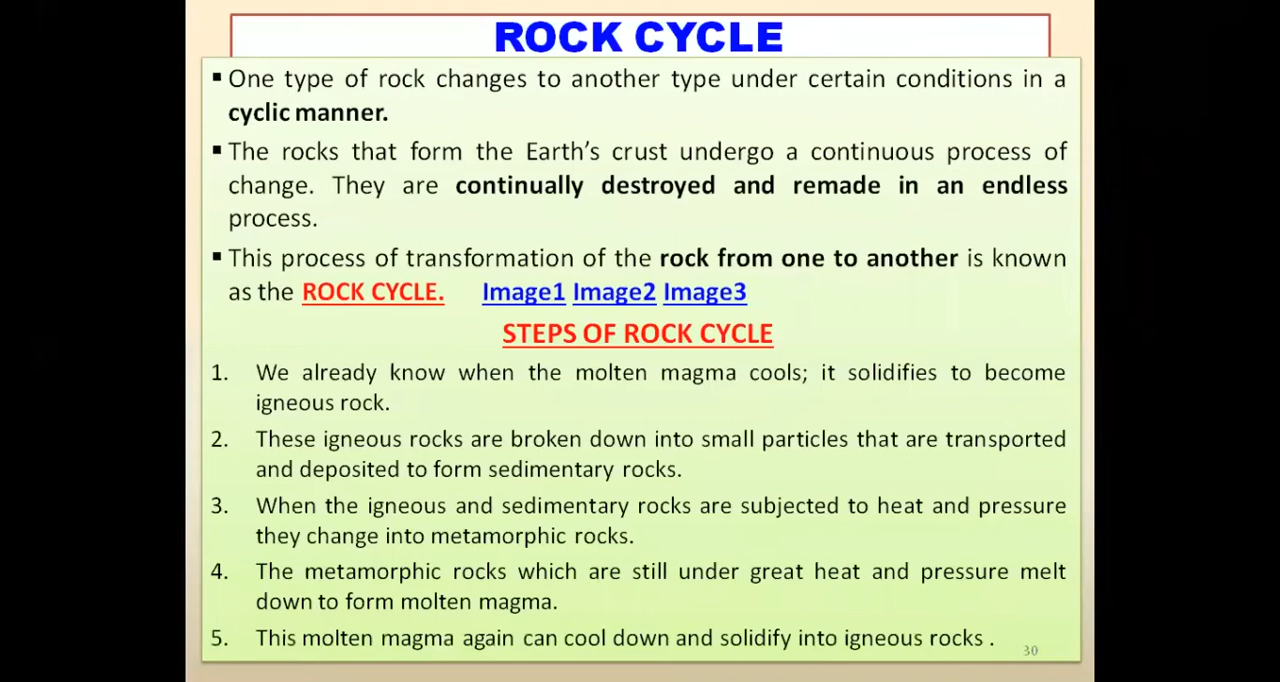 ROCK CYCLE
▪ One type of rock changes to another type under certain conditions in a
cyclic manner.
▪ The rocks that form the Earth's crust undergo a continuous process of
change. They are continually destroyed and remade in an endless
process.
▪ This process of transformation of the rock from one to another is known
as the ROCK CYCLE. Image1 Image2 Image3
STEPS OF ROCK CYCLE
1. We already know when the molten magma cools; it solidifies to become
igneous rock.
2. These igneous rocks are broken down into small particles that are transported
and deposited to form sedimentary rocks.
3. When the igneous and sedimentary rocks are subjected to heat and pressure
they change into metamorphic rocks.
4. The metamorphic rocks which are still under great heat and pressure melt
down to form molten magma.
5. This molten magma again can cool down and solidify into igneous rocks .
30